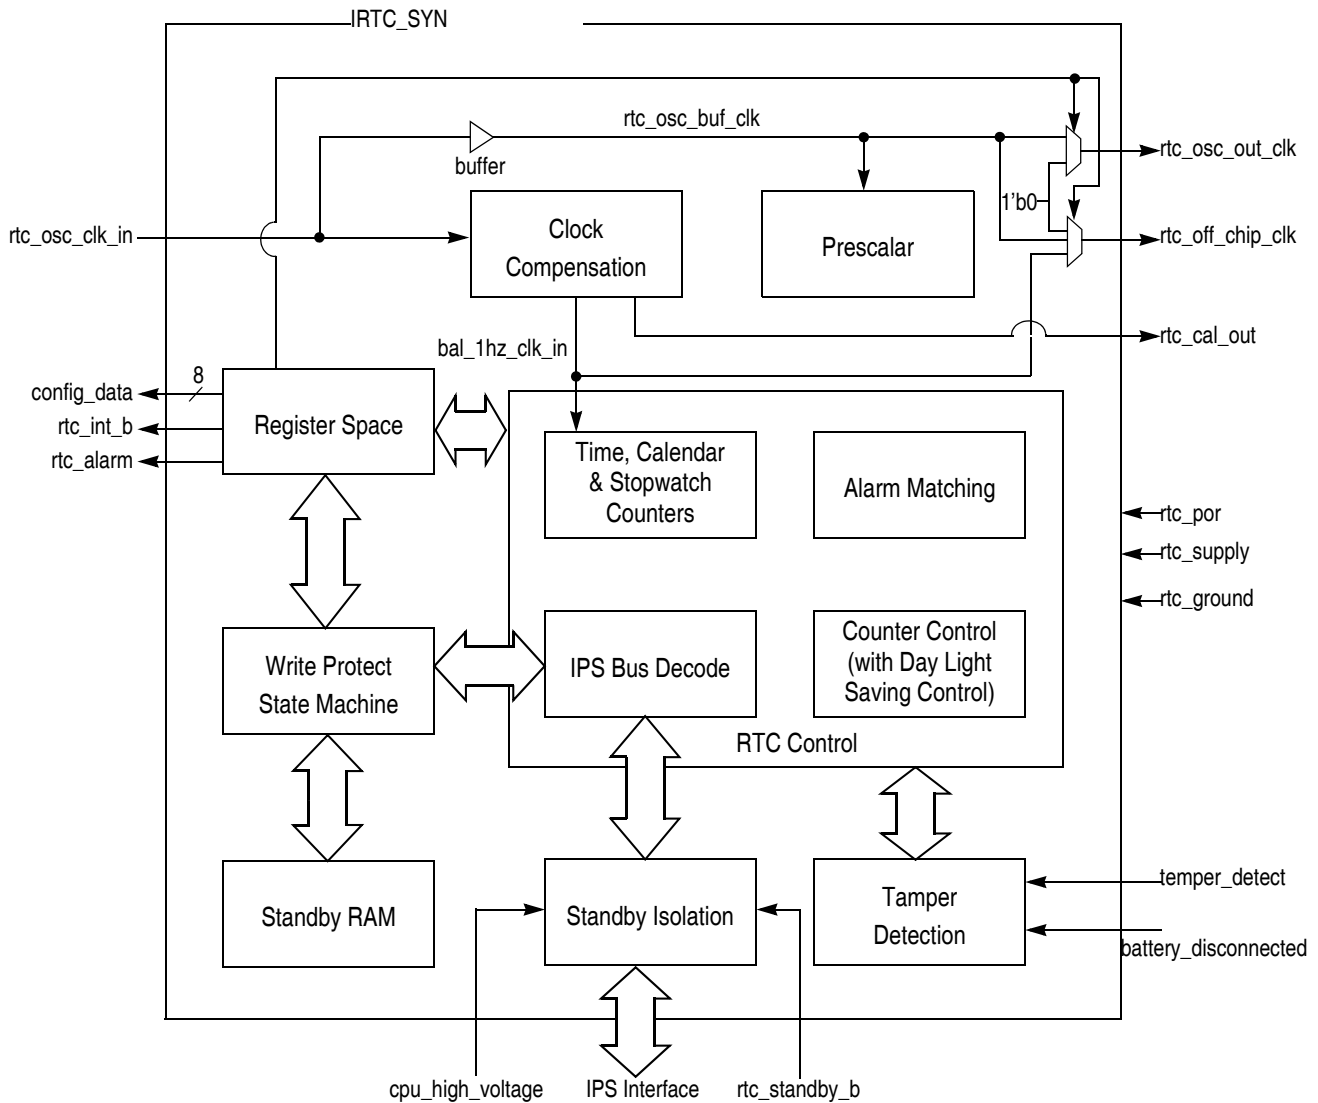 IRTC_SYN
rtc_osc_buf_clk
buffer
rtc_osc_out_clk
1'b0
rtc_osc_clk_in
Clock
Compensation
Prescalar
rtc_off_chip_clk
bal_1hz_clk_in
rtc_cal_out
8
config_data
rtc_int_b
rtc_alarm
Register Space
Time, Calendar
& Stopwatch
Counters
Alarm Matching
rtc_por
rtc_supply
rtc_ground
Write Protect
State Machine
IPS Bus Decode
Counter Control
(with Day Light
Saving Control)
RTC Control
Standby RAM
Standby Isolation
Tamper
Detection
temper_detect
battery_disconnected
cpu_high_voltage
IPS Interface
rtc_standby_b